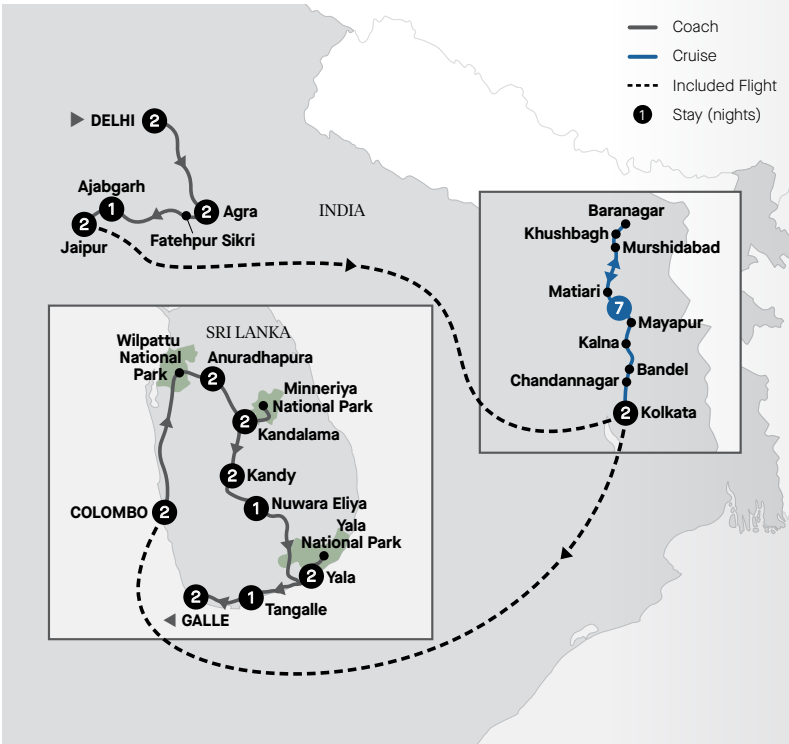 Coach
Cruise
Included Flight
1 Stay (nights)
DELHI 2
Ajabgarh
1
2 Agra
INDIA
2
Jaipur
Fatehpur Sikri
Baranagar
Khushbagh
Murshidabad
Matiari
7
Mayapur
Kalna
Bandel
Chandannagar
2 Kolkata
SRI LANKA
Wilpattu
National
Park
Anuradhapura
2
Minneriya
National Park
2
Kandalama
2 Kandy
1 Nuwara Eliya
COLOMBO 2
Yala
National Park
2 Yala
2
1
Tangalle
GALLE